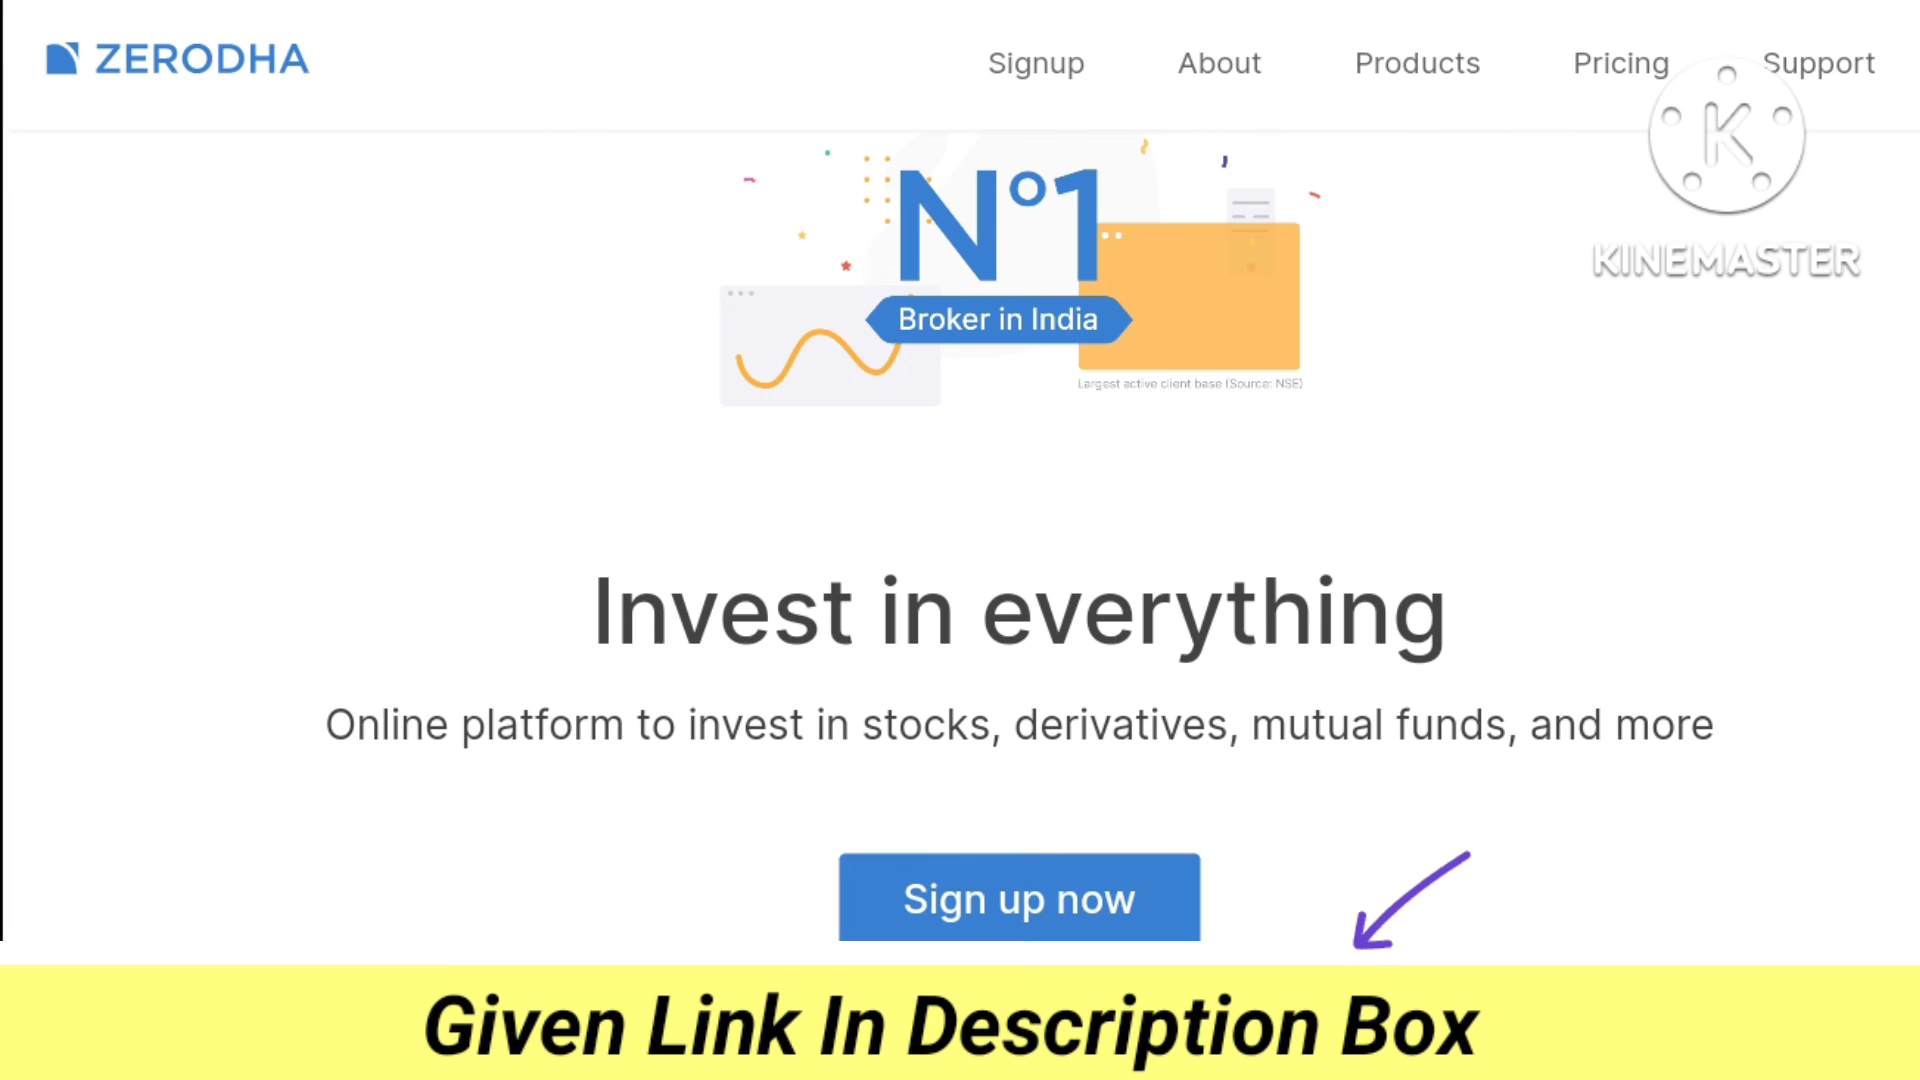 ZERODHA
Signup About Products Pricing Support
K
KINEMASTER
N°1
Broker in India
Largest active client base (Source: NSE)
Invest in everything
Online platform to invest in stocks, derivatives, mutual funds, and more
Sign up now
Given Link In Description Box